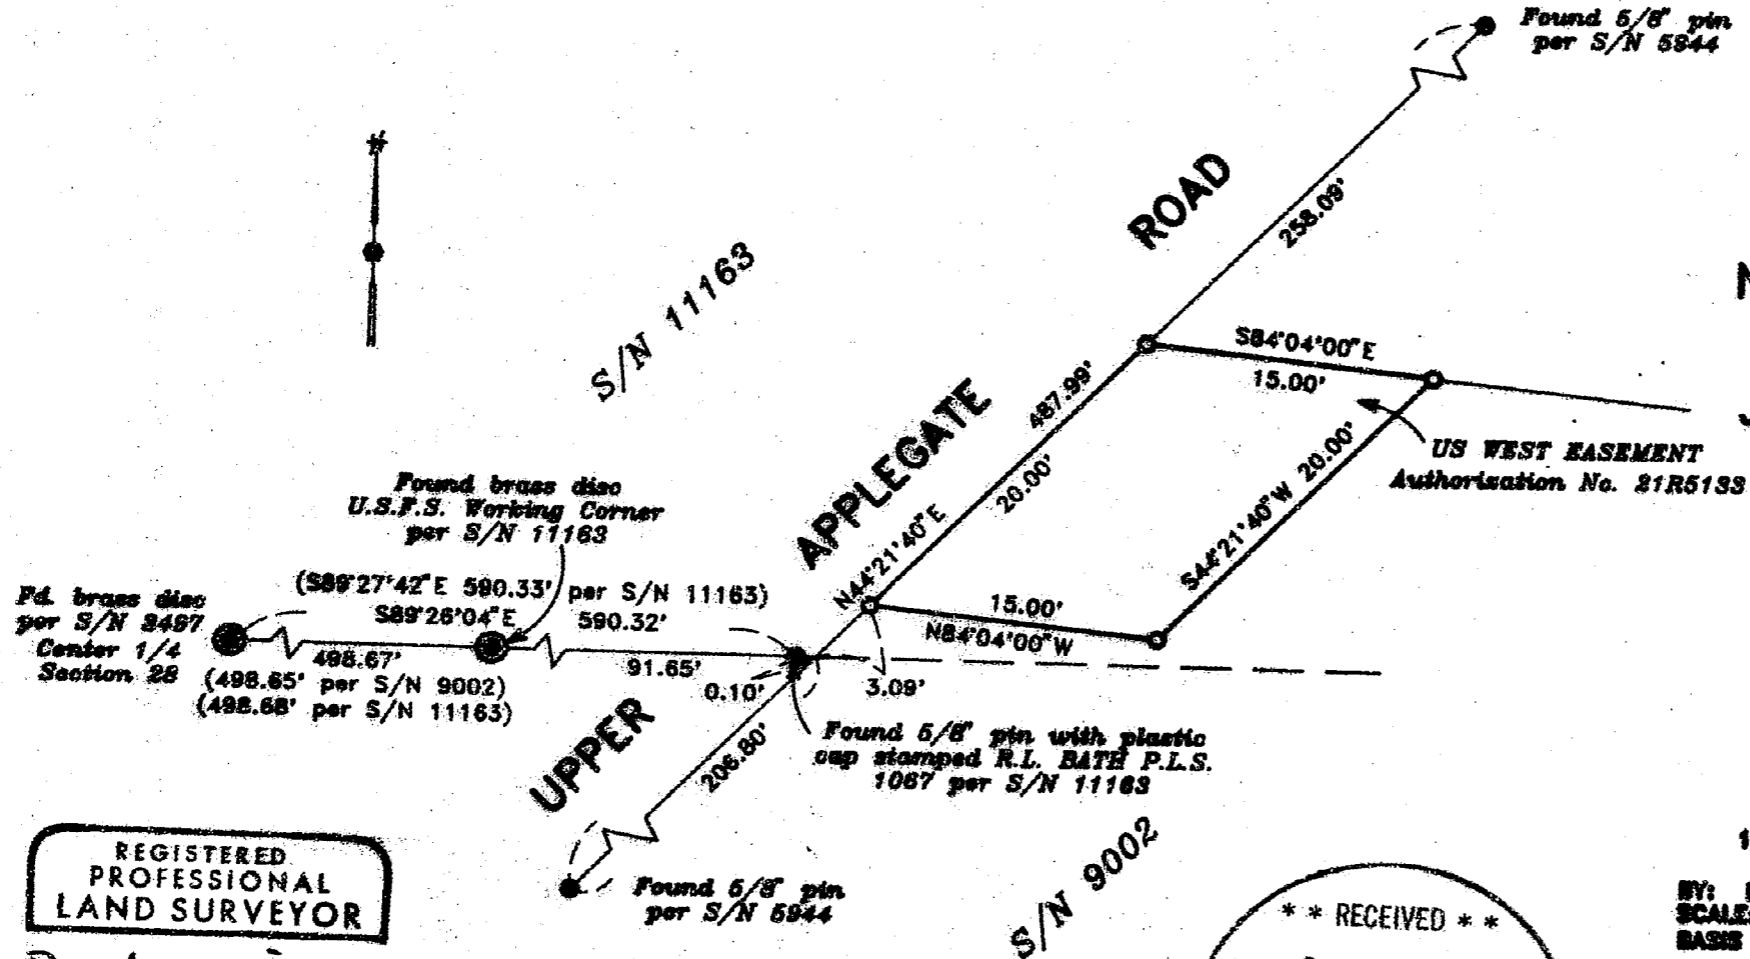 Found 5/8" pin
per S/N 5944
ROAD
258.09'
S/N 11163
S84°04'00"E
15.00'
487.99'
APPLEGATE
20.00'
N44°21'40"E
US WEST EASEMENT
Authorization No. 21R5133
S44°21'40"W 20.00'
Found brass disc
U.S.F.S. Working Corner
per S/N 11163
Fd. brass disc
per S/N 2497
Center 1/4
Section 28
(S89°27'42"E 590.33' per S/N 11163)
S89°26'04"E 590.32'
498.67'
(498.65' per S/N 9002)
(498.68' per S/N 11163)
91.65'
0.10'
15.00'
N84°04'00"W
3.09'
UPPER
206.80'
Found 5/8" pin with plastic
cap stamped R.L. BATH P.L.S.
1067 per S/N 11163
Found 5/8" pin
per S/N 5944
S/N 9002
REGISTERED
PROFESSIONAL
LAND SURVEYOR
* * RECEIVED * *
BY:
SCALE:
BASIS